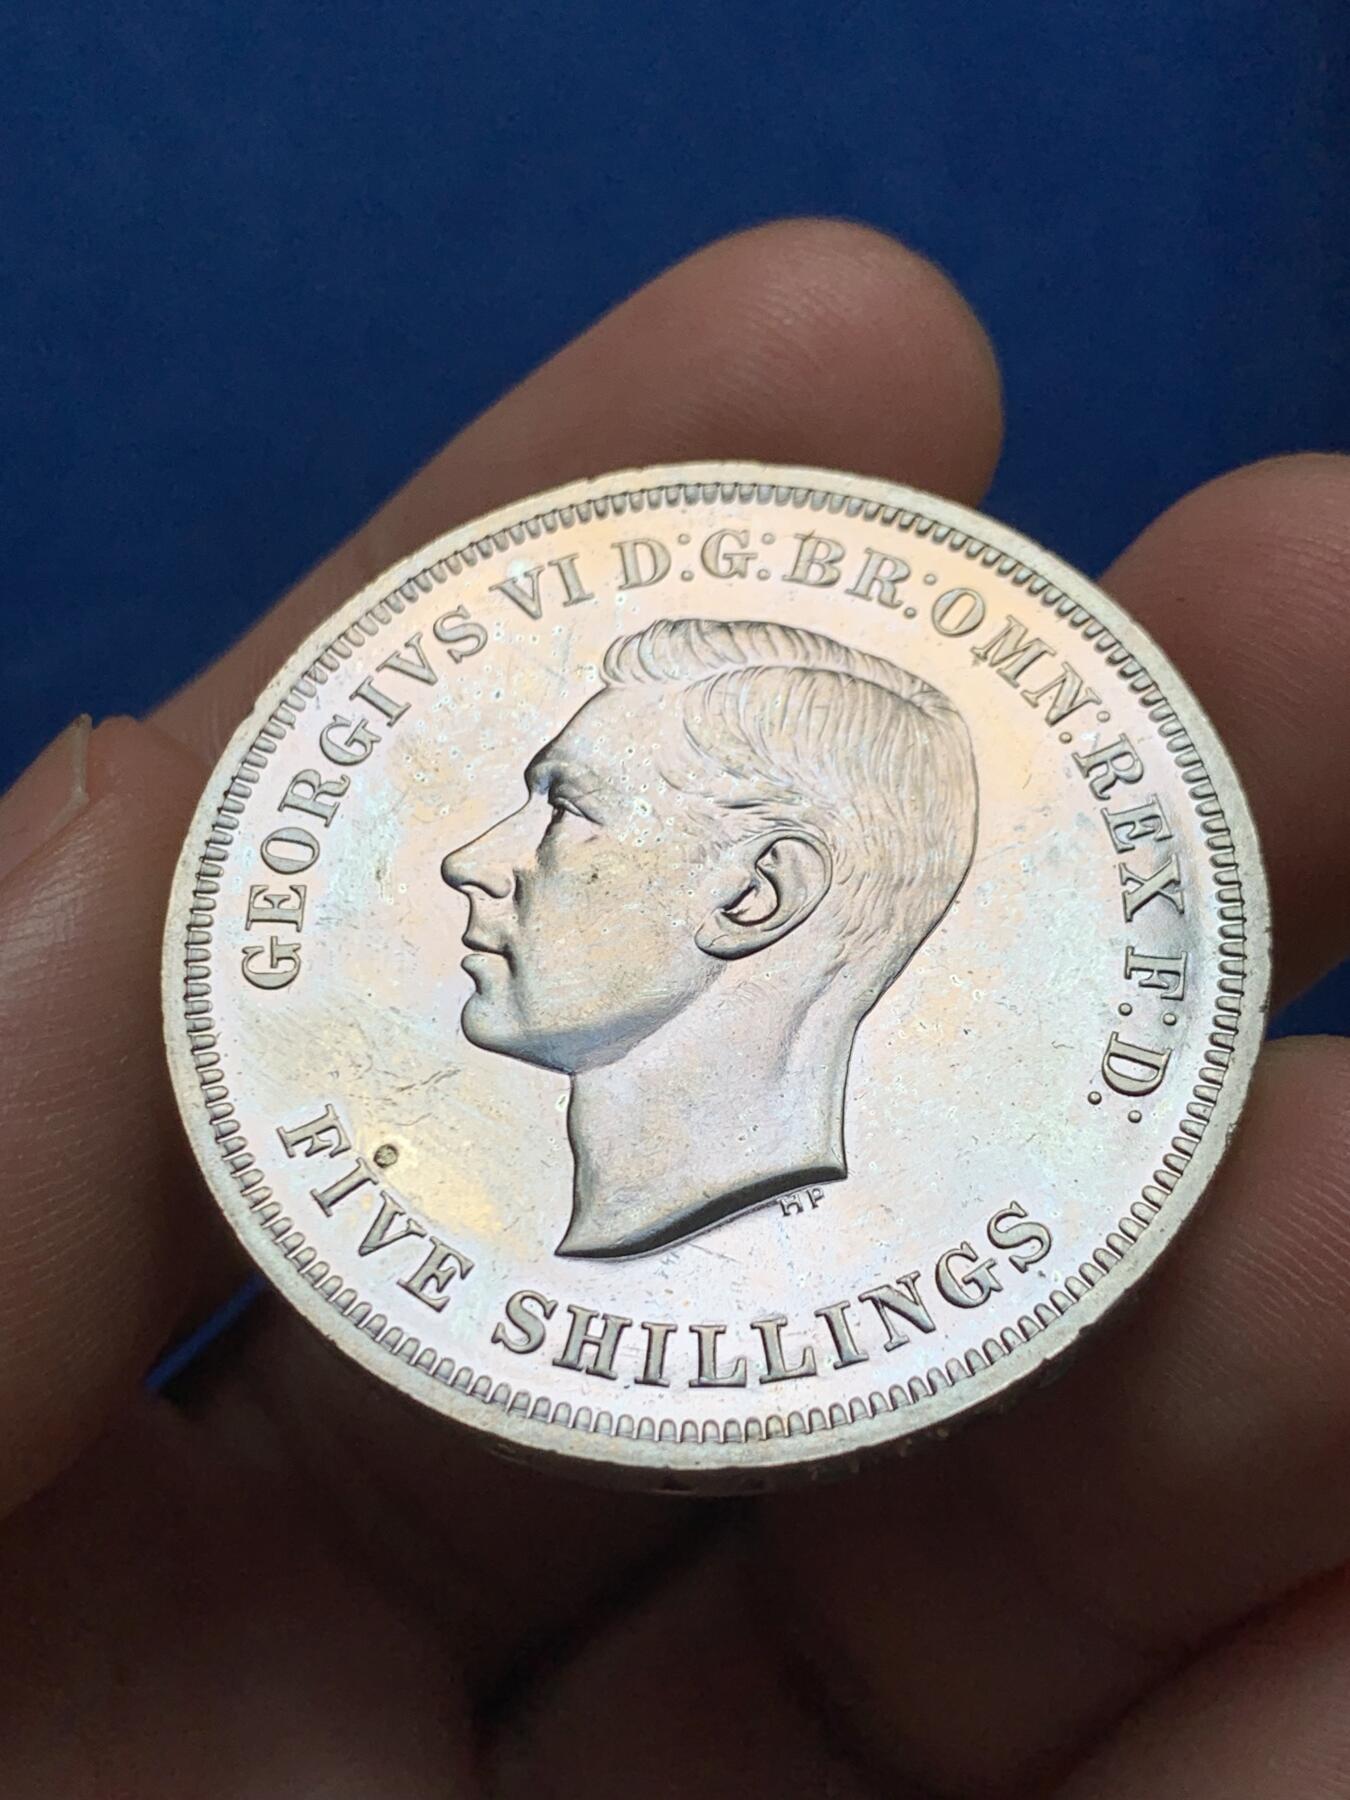 GEORGIVS VI D:G:BR:OMN:REX F:D:
HP
FIVE SHILLINGS